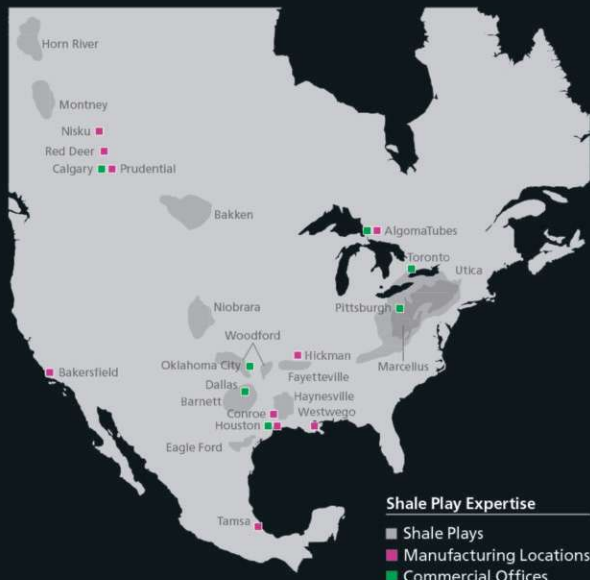 Horn River
Montney
Nisku
Red Deer
Calgary Prudential
Bakken
AlgomaTubes
Toronto
Utica
Niobrara
Pittsburgh
Woodford
Hickman
Oklahoma City
Marcellus
Bakersfield
Fayetteville
Dallas
Barnett
Haynesville
Conroe
Westwego
Houston
Eagle Ford
Tamsa
Shale Play Expertise
Shale Plays
Manufacturing Locations
Commercial Offices